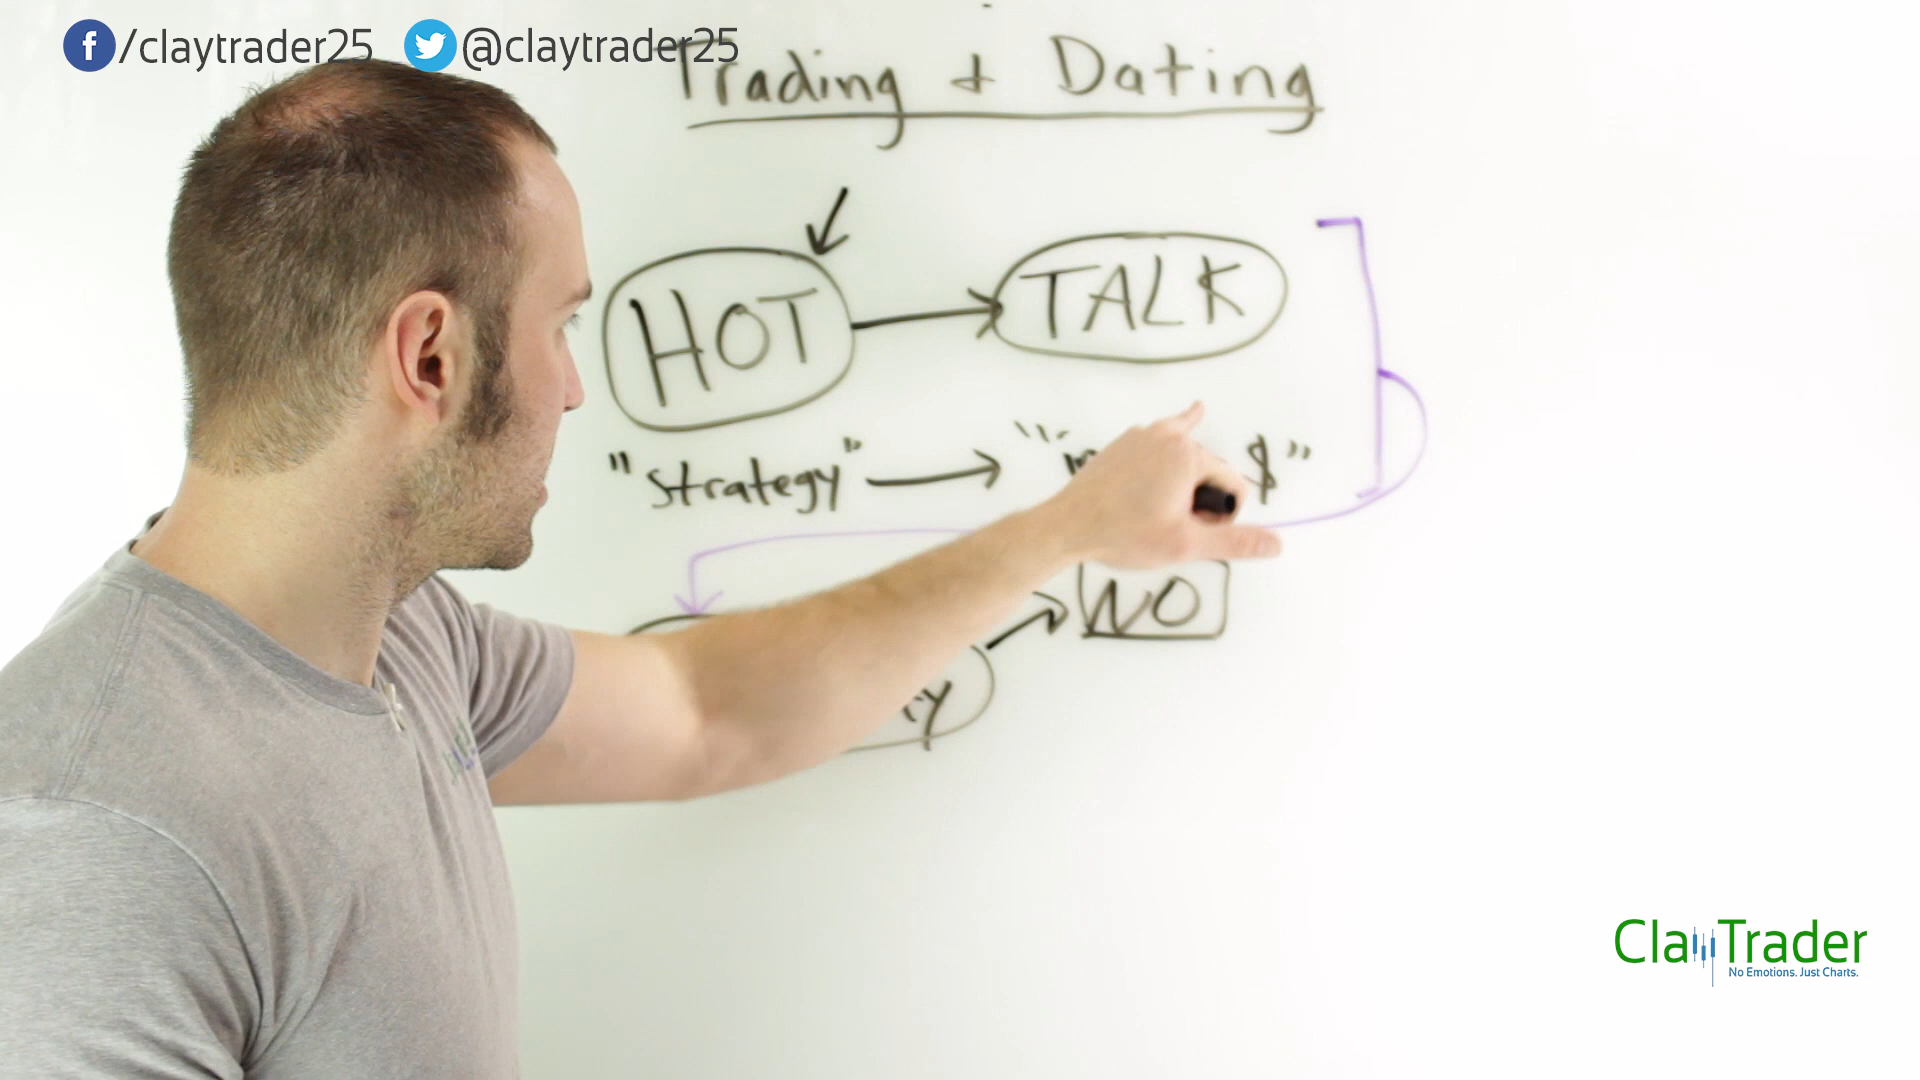 /claytrader25 @claytrader25
Trading + Dating
HOT TALK
"Strategy" $"
NO
ClayTrader
No Emotions. Just Charts.